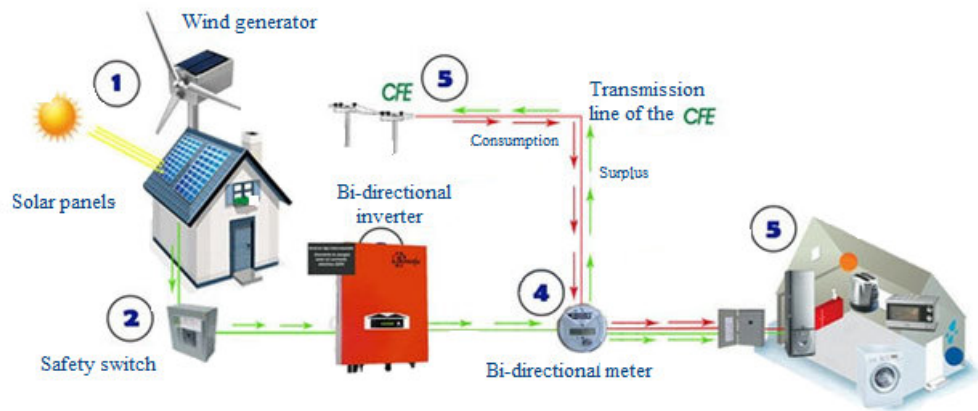 Wind generator
1
5
CFE
Transmission
line of the CFE
Consumption
Surplus
Solar panels
Bi-directional
inverter
5
4
2
Safety switch
Bi-directional meter